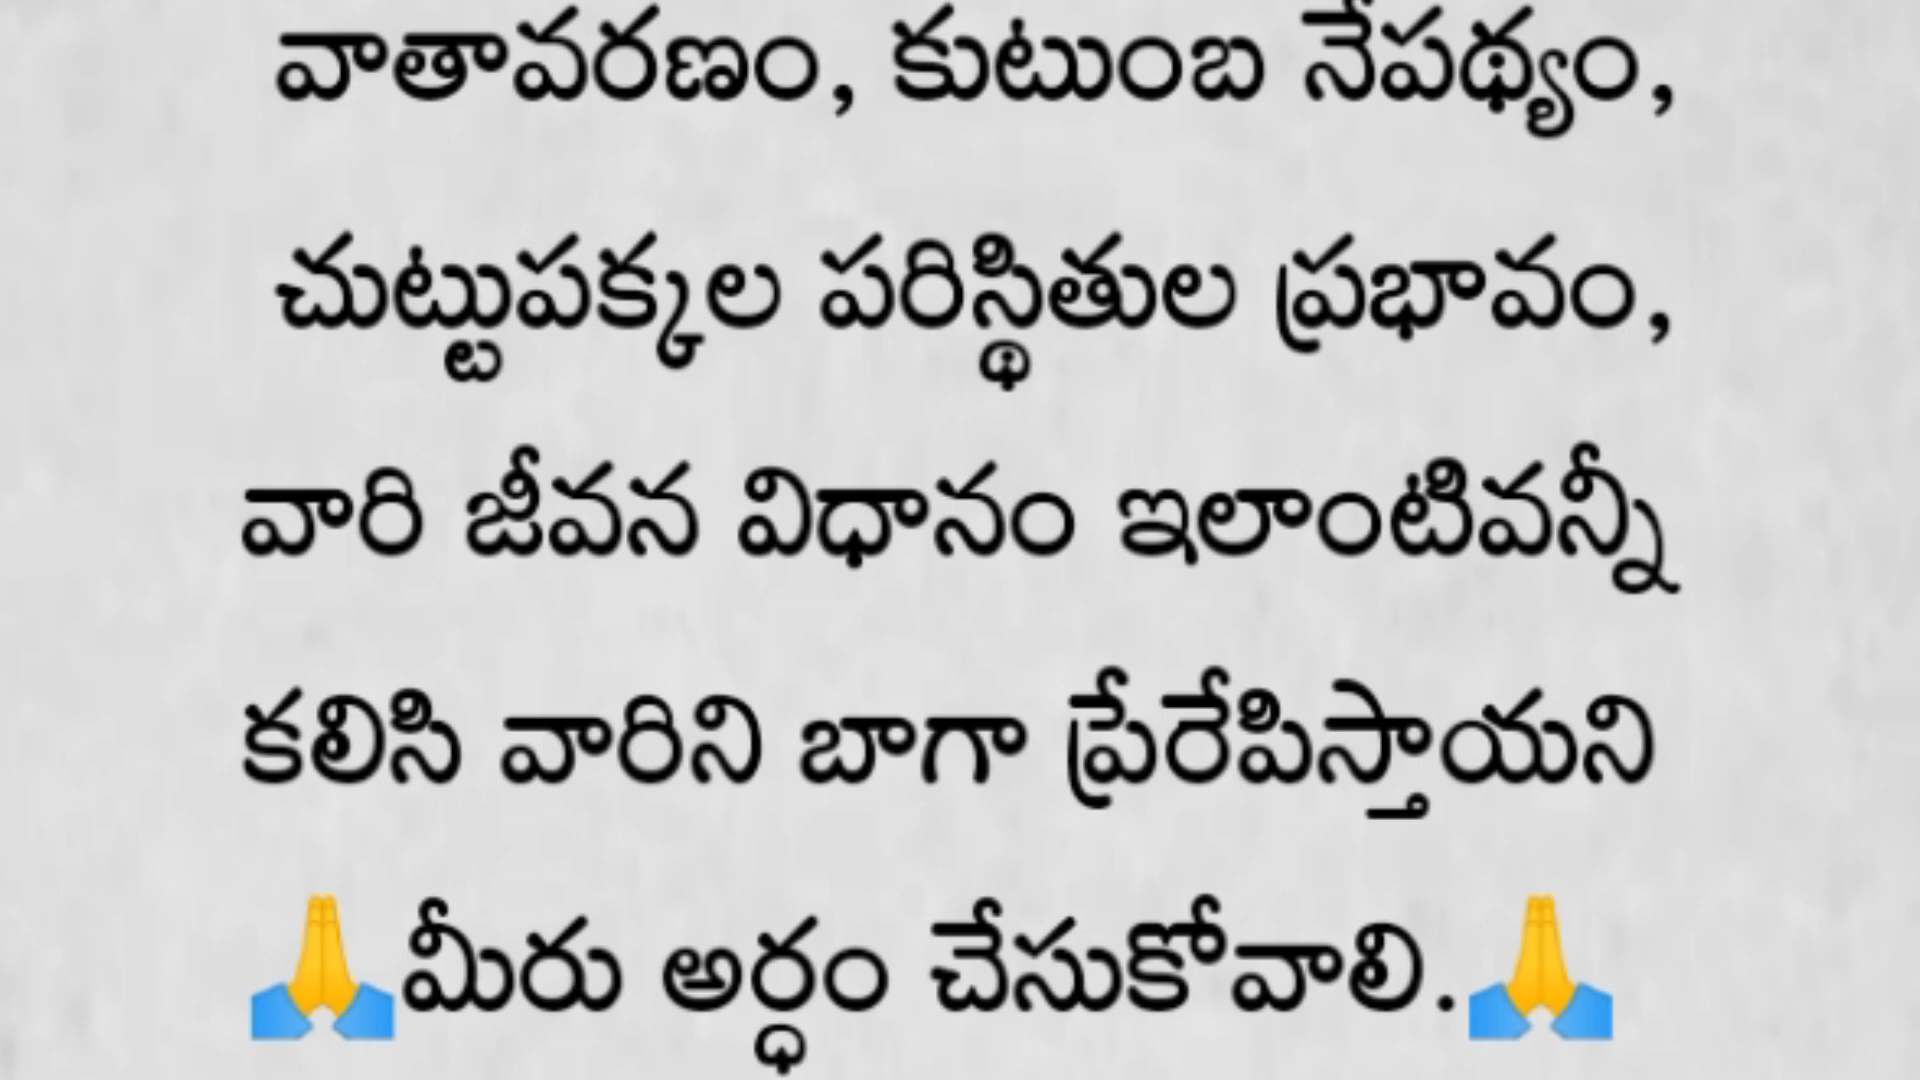 వాతావరణం, కుటుంబ నేపథ్యం,
చుట్టుపక్కల పరిస్థితుల ప్రభావం,
వారి జీవన విధానం ఇలాంటివన్నీ
కలిసి వారిని బాగా ప్రేరేపిస్తాయని
🙏మీరు అర్ధం చేసుకోవాలి.🙏